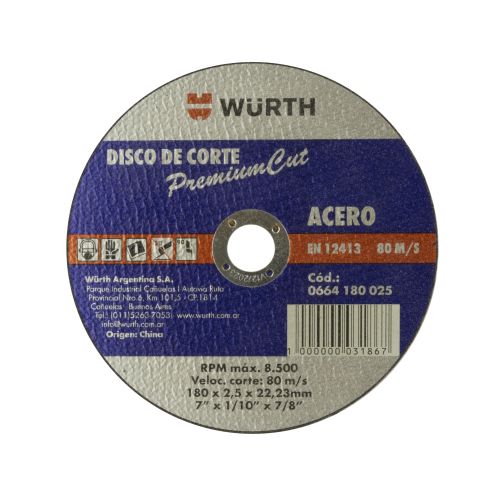 WÜRTH
DISCO DE CORTE
PremiumCut
ACERO
EN 12413 80 M/S
V12/2023
Würth Argentina S.A.
Parque Industrial Cañuelas I Autovía Ruta
Provincial Nro 6, Km 101,5 - CP.1814
Cañuelas - Buenos Aires
Tel.: (011)5263-7053/ www.wurth.com.ar
info@wurth.com.ar
Origen: China
Cód.:
0664 180 025
1 000000 031867
RPM máx. 8.500
Veloc. corte: 80 m/s
180 x 2,5 x 22,23mm
7" x 1/10" x 7/8"